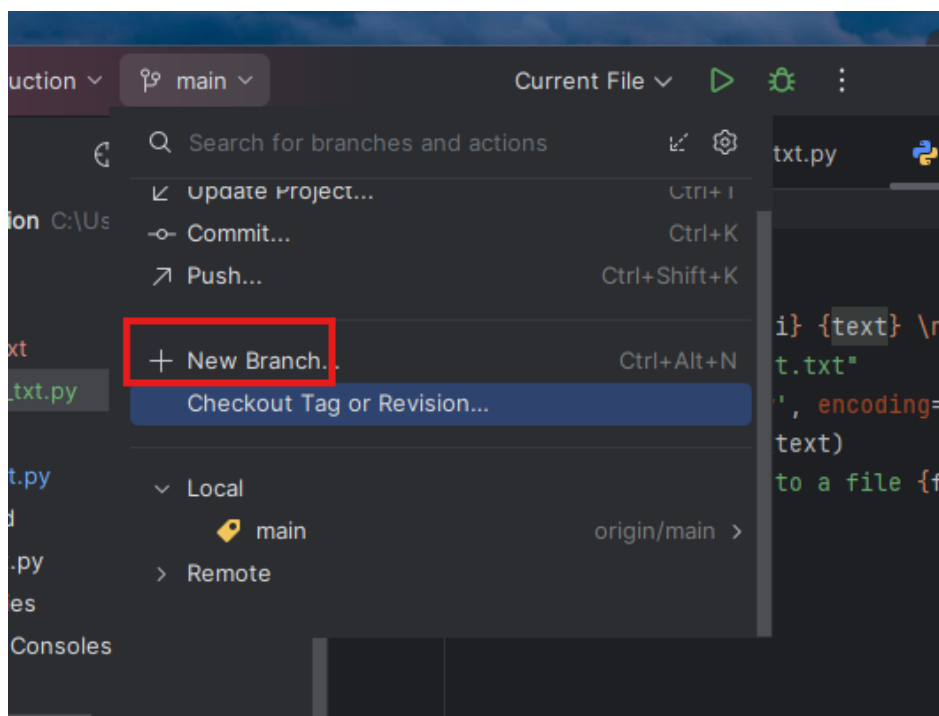 uction main Current File
Search for branches and actions
txt.py
Update Project... Ctrl+T
ion C:\Us
Commit... Ctrl+K
Push... Ctrl+Shift+K
i} {text} \n
xt
New Branch... Ctrl+Alt+N
t.txt"
_txt.py
Checkout Tag or Revision...
', encoding=
text)
t.py
Local
to a file {f
main origin/main
.py
Remote
es
Consoles